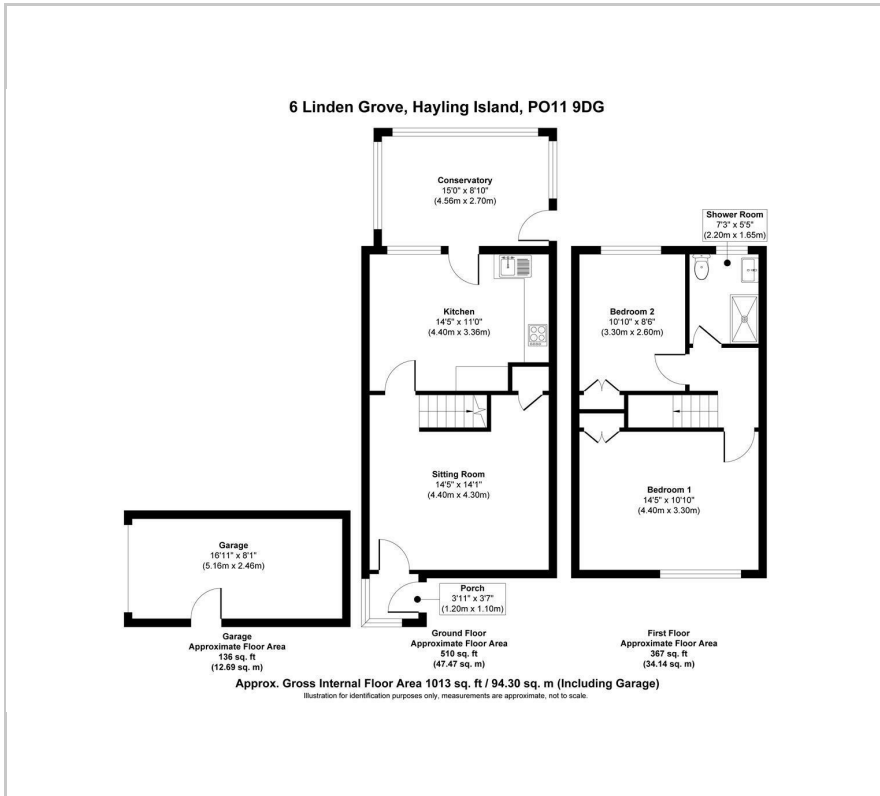 6 Linden Grove, Hayling Island, PO11 9DG
Conservatory
15'0" x 8'10"
(4.56m x 2.70m)
Shower Room
7'3" x 5'5"
(2.20m x 1.65m)
Kitchen
14'5" x 11'0"
(4.40m x 3.36m)
Bedroom 2
10'10" x 8'6"
(3.30m x 2.60m)
Sitting Room
14'5" x 14'1"
(4.40m x 4.30m)
Bedroom 1
14'5" x 10'10"
(4.40m x 3.30m)
Garage
16'11" x 8'1"
(5.16m x 2.46m)
Porch
3'11" x 3'7"
(1.20m x 1.10m)
Garage
Approximate Floor Area
136 sq. ft
(12.69 sq. m)
Ground Floor
Approximate Floor Area
510 sq. ft
(47.47 sq. m)
First Floor
Approximate Floor Area
367 sq. ft
(34.14 sq. m)
Approx. Gross Internal Floor Area 1013 sq. ft / 94.30 sq. m (Including Garage)
Illustration for identification purposes only, measurements are approximate, not to scale.